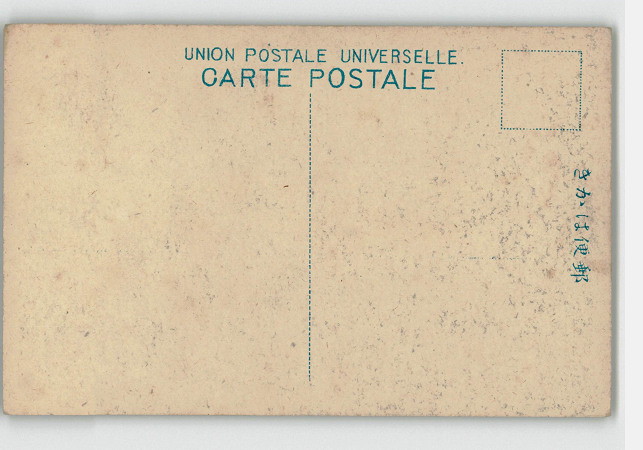 UNION POSTALE UNIVERSELLE.
CARTE POSTALE
きかは便郵